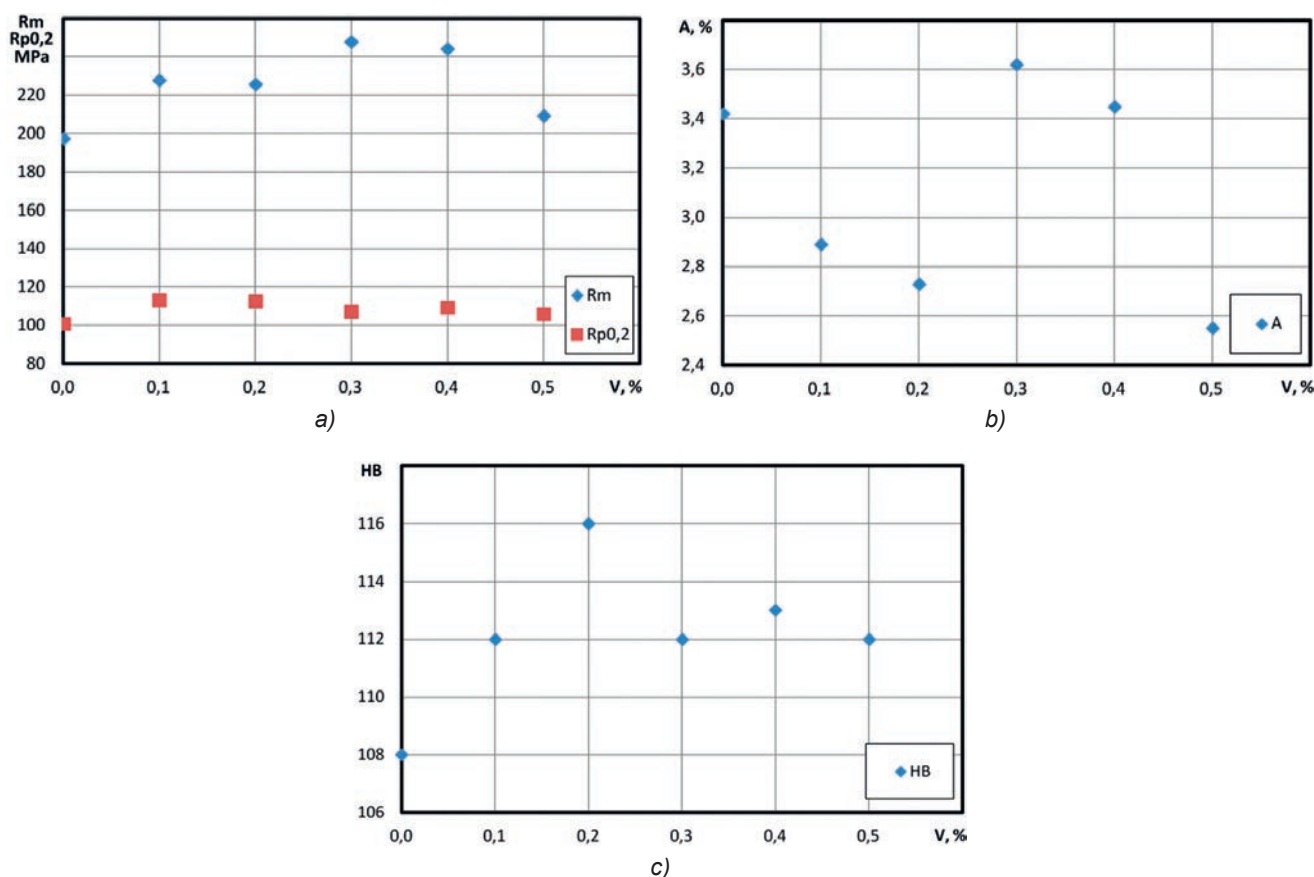 Rm
Rp0,2
MPa
220
200
180
160
140
120
100
80
0,0 0,1 0,2 0,3 0,4 0,5 V, %
Rm
Rp0,2
a)
A, %
3,6
3,4
3,2
3,0
2,8
2,6
2,4
0,0 0,1 0,2 0,3 0,4 0,5 V, %
A
b)
HB
116
114
112
110
108
106
0,0 0,1 0,2 0,3 0,4 0,5 V, %
HB
c)